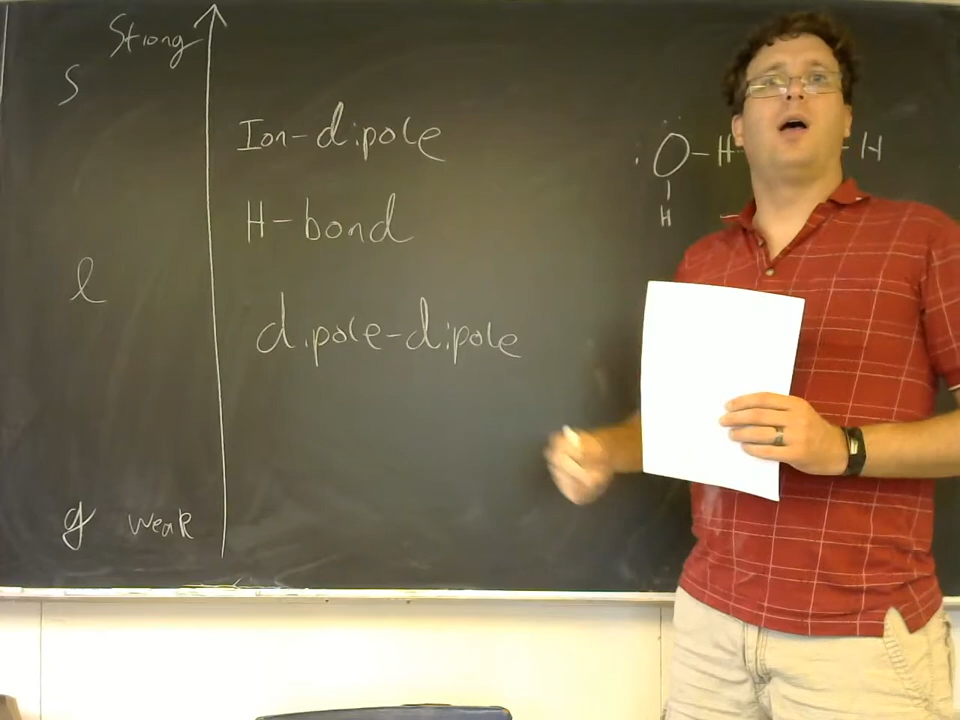 Strong
s
Ion-dipole
O-H - H
H
H-bond
l
dipole-dipole
g weak